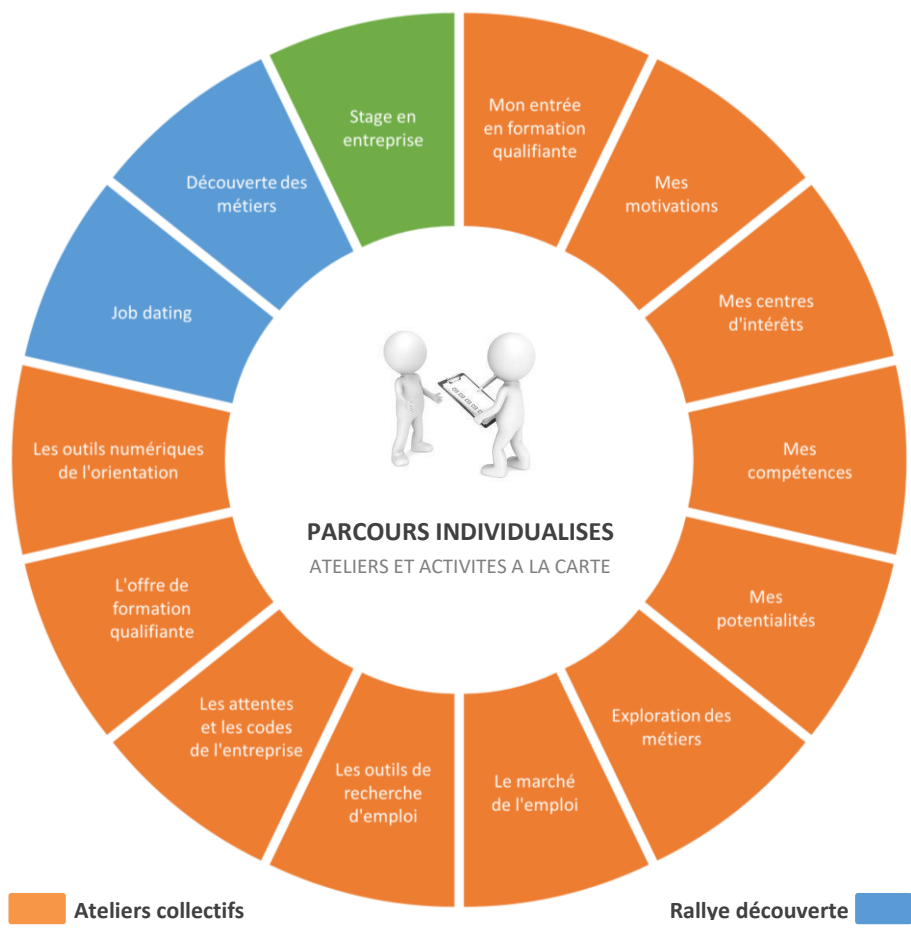 Stage en
entreprise
Mon entrée
en formation
qualifiante
Mes
motivations
Mes centres
d'intérêts
Mes
compétences
Mes
potentialités
Exploration des
métiers
Le marché
de l'emploi
Les outils de
recherche
d'emploi
Les attentes
et les codes
de l'entreprise
L'offre de
formation
qualifiante
Les outils numériques
de l'orientation
Job dating
Découverte des
métiers
PARCOURS INDIVIDUALISES
ATELIERS ET ACTIVITES A LA CARTE
Ateliers collectifs
Rallye découverte